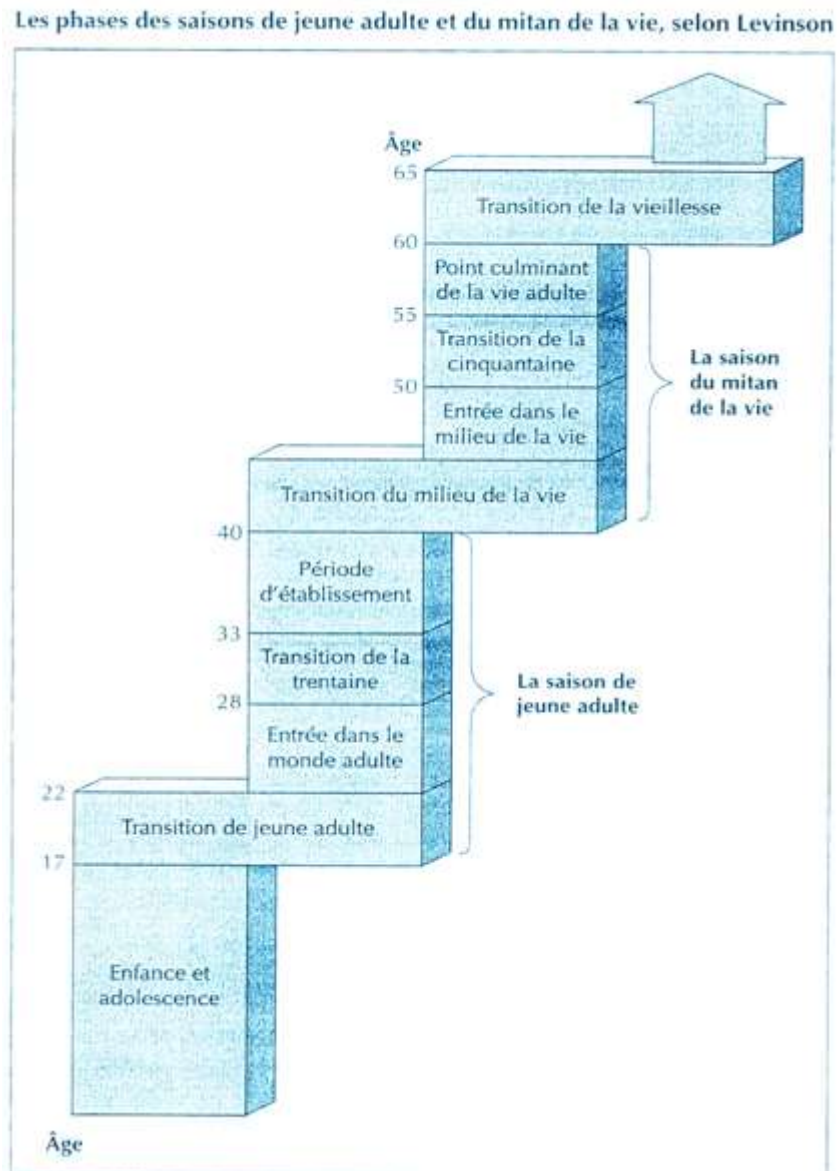 Les phases des saisons de jeune adulte et du mitan de la vie, selon Levinson
Âge
65
Transition de la vieillesse
60
Point culminant
de la vie adulte
55
Transition de la
cinquantaine
50
Entrée dans le
milieu de la vie
La saison
du mitan
de la vie
Transition du milieu de la vie
40
Période
d'établissement
33
Transition de la
trentaine
28
Entrée dans le
monde adulte
La saison de
jeune adulte
22
Transition de jeune adulte
17
Enfance et
adolescence
Âge